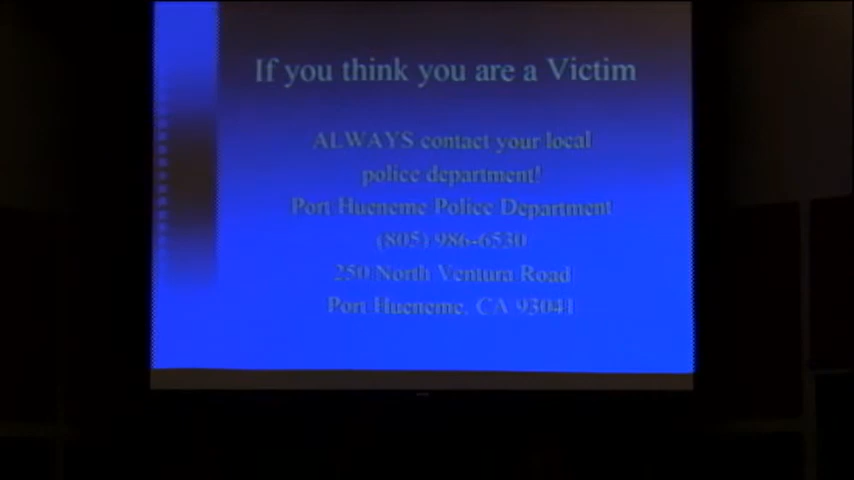 If you think you are a Victim
ALWAYS contact your local
police department!
Port Hueneme Police Department
(805) 986-6530
250 North Ventura Road
Port Hueneme, CA 93041